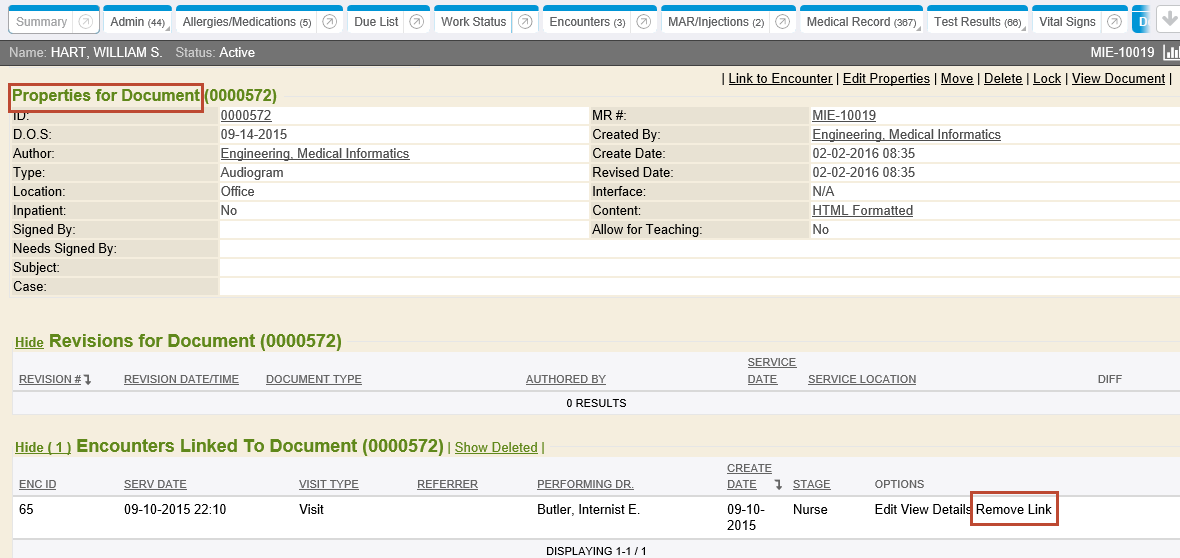 Summary Admin (44) Allergies/Medications (5) Due List Work Status Encounters (3) MAR/Injections (2) Medical Record (367) Test Results (66) Vital Signs
Name: HART, WILLIAM S. Status: Active MIE-10019
| Link to Encounter | Edit Properties | Move | Delete | Lock | View Document |
Properties for Document (0000572)
ID: 0000572 MR #: MIE-10019
D.O.S: 09-14-2015 Created By: Engineering, Medical Informatics
Author: Engineering, Medical Informatics Create Date: 02-02-2016 08:35
Type: Audiogram Revised Date: 02-02-2016 08:35
Location: Office Interface: N/A
Inpatient: No Content: HTML Formatted
Signed By: Allow for Teaching: No
Needs Signed By:
Subject:
Case:
Hide Revisions for Document (0000572)
REVISION # REVISION DATE/TIME DOCUMENT TYPE AUTHORED BY SERVICE DATE SERVICE LOCATION DIFF
0 RESULTS
Hide ( 1 ) Encounters Linked To Document (0000572) | Show Deleted |
ENC ID SERV DATE VISIT TYPE REFERRER PERFORMING DR. CREATE DATE STAGE OPTIONS
65 09-10-2015 22:10 Visit Butler, Internist E. 09-10-2015 Nurse Edit View Details Remove Link
DISPLAYING 1-1 / 1